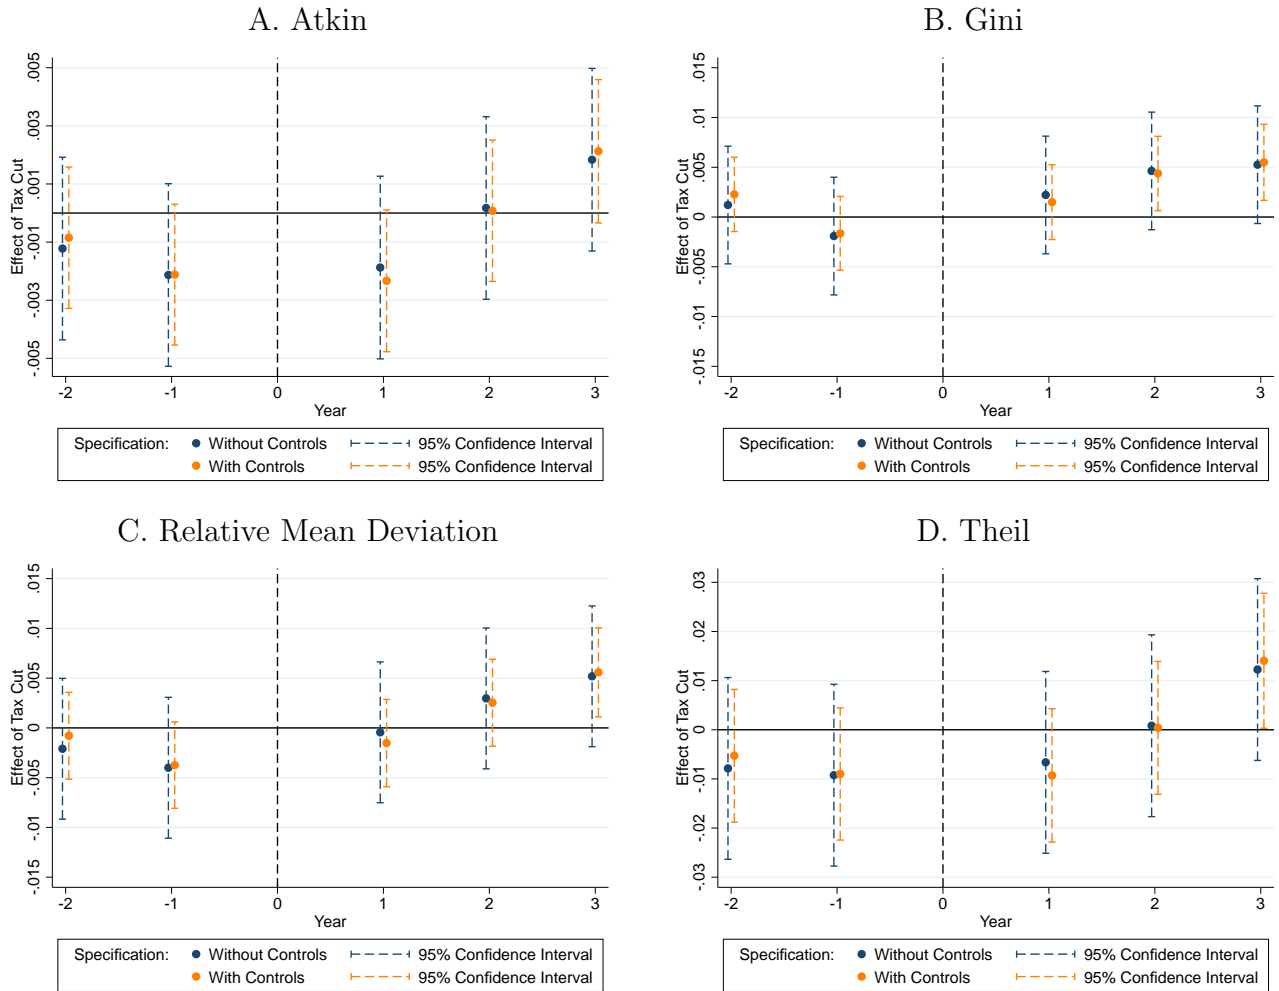 A. Atkin
Effect of Tax Cut
.005
.003
.001
-.001
-.003
-.005
-2 -1 0 1 2 3
Year
Specification: Without Controls 95% Confidence Interval
With Controls 95% Confidence Interval
B. Gini
Effect of Tax Cut
.015
.01
.005
0
-.005
-.01
-.015
-2 -1 0 1 2 3
Year
Specification: Without Controls 95% Confidence Interval
With Controls 95% Confidence Interval
C. Relative Mean Deviation
Effect of Tax Cut
.015
.01
.005
0
-.005
-.01
-.015
-2 -1 0 1 2 3
Year
Specification: Without Controls 95% Confidence Interval
With Controls 95% Confidence Interval
D. Theil
Effect of Tax Cut
.03
.02
.01
0
-.01
-.02
-.03
-2 -1 0 1 2 3
Year
Specification: Without Controls 95% Confidence Interval
With Controls 95% Confidence Interval